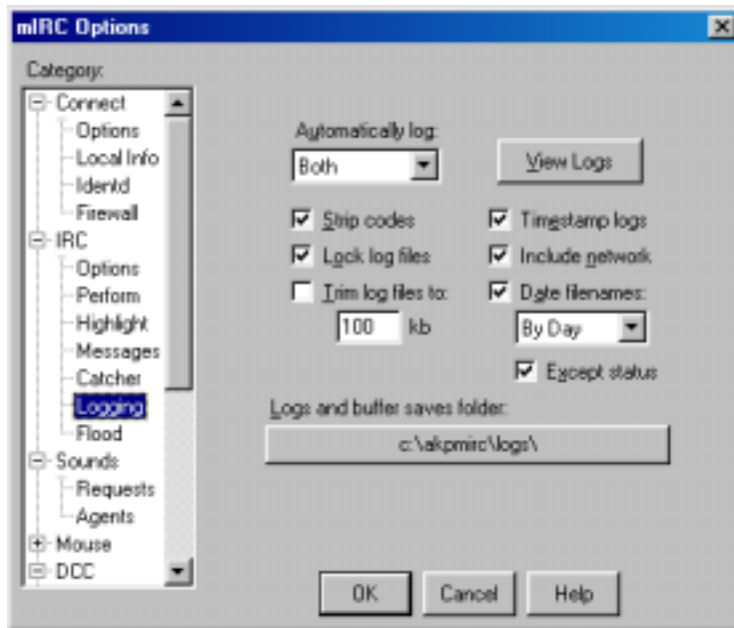 mIRC Options
Category:
Connect
Options
Local Info
Identd
Firewall
IRC
Options
Perform
Highlight
Messages
Catcher
Logging
Flood
Sounds
Requests
Agents
Mouse
DCC
Automatically log:
Both
View Logs
Strip codes
Timestamp logs
Lock log files
Include network
Trim log files to:
Date filenames:
100 kb
By Day
Except status
Logs and buffer saves folder:
c:\akpmirc\logs\
OK Cancel Help